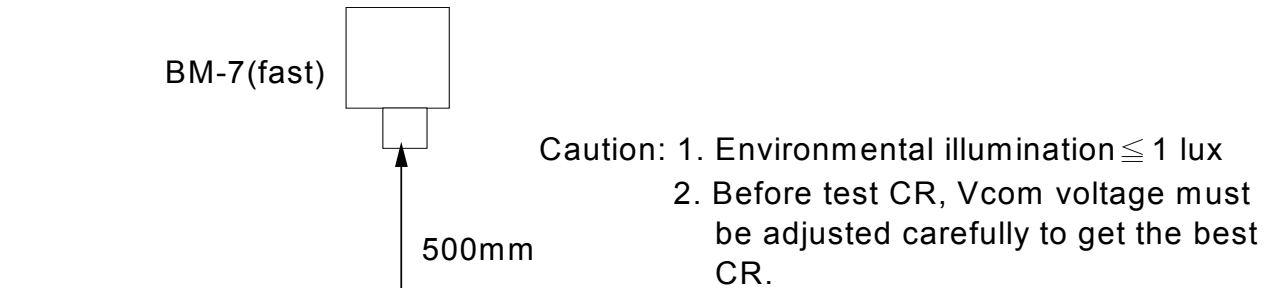 BM-7(fast)
Caution: 1. Environmental illumination≦1 lux
2. Before test CR, Vcom voltage must
be adjusted carefully to get the best
CR.
500mm